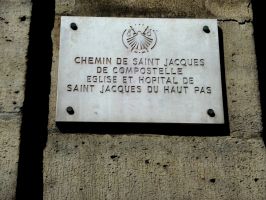 CHEMIN DE SAINT JACQUES
DE COMPOSTELLE
EGLISE ET HOPITAL DE
SAINT JACQUES DU HAUT PAS